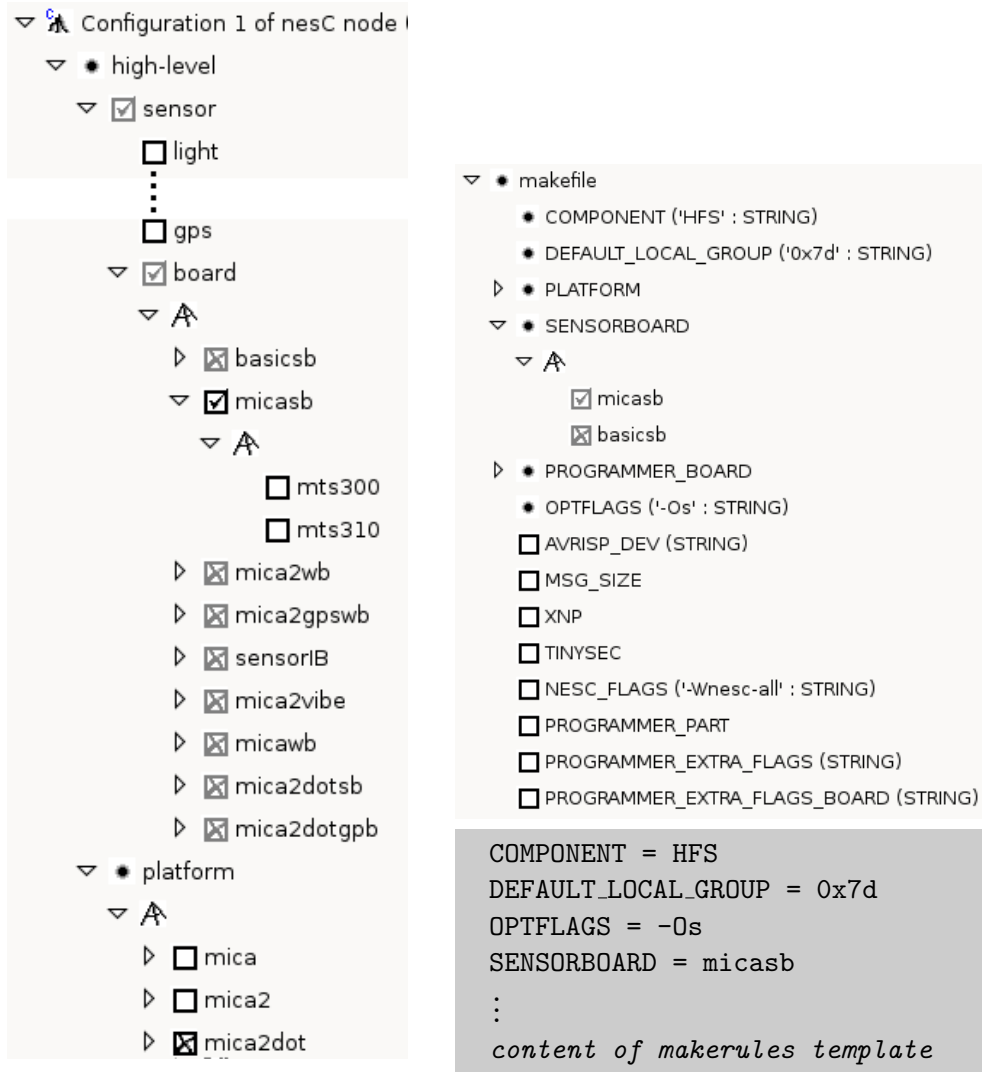 Configuration 1 of nesC node
high-level
sensor
light
gps
board
basicsb
micasb
mts300
mts310
mica2wb
mica2gpswb
sensorIB
mica2vibe
micawb
mica2dotsb
mica2dotgpb
platform
mica
mica2
mica2dot
makefile
COMPONENT ('HFS' : STRING)
DEFAULT_LOCAL_GROUP ('0x7d' : STRING)
PLATFORM
SENSORBOARD
micasb
basicsb
PROGRAMMER_BOARD
OPTFLAGS ('-Os' : STRING)
AVRISP_DEV (STRING)
MSG_SIZE
XNP
TINYSEC
NESC_FLAGS ('-Wnesc-all' : STRING)
PROGRAMMER_PART
PROGRAMMER_EXTRA_FLAGS (STRING)
PROGRAMMER_EXTRA_FLAGS_BOARD (STRING)
COMPONENT = HFS
DEFAULT_LOCAL_GROUP = 0x7d
OPTFLAGS = -Os
SENSORBOARD = micasb
⋮
content of makerules template